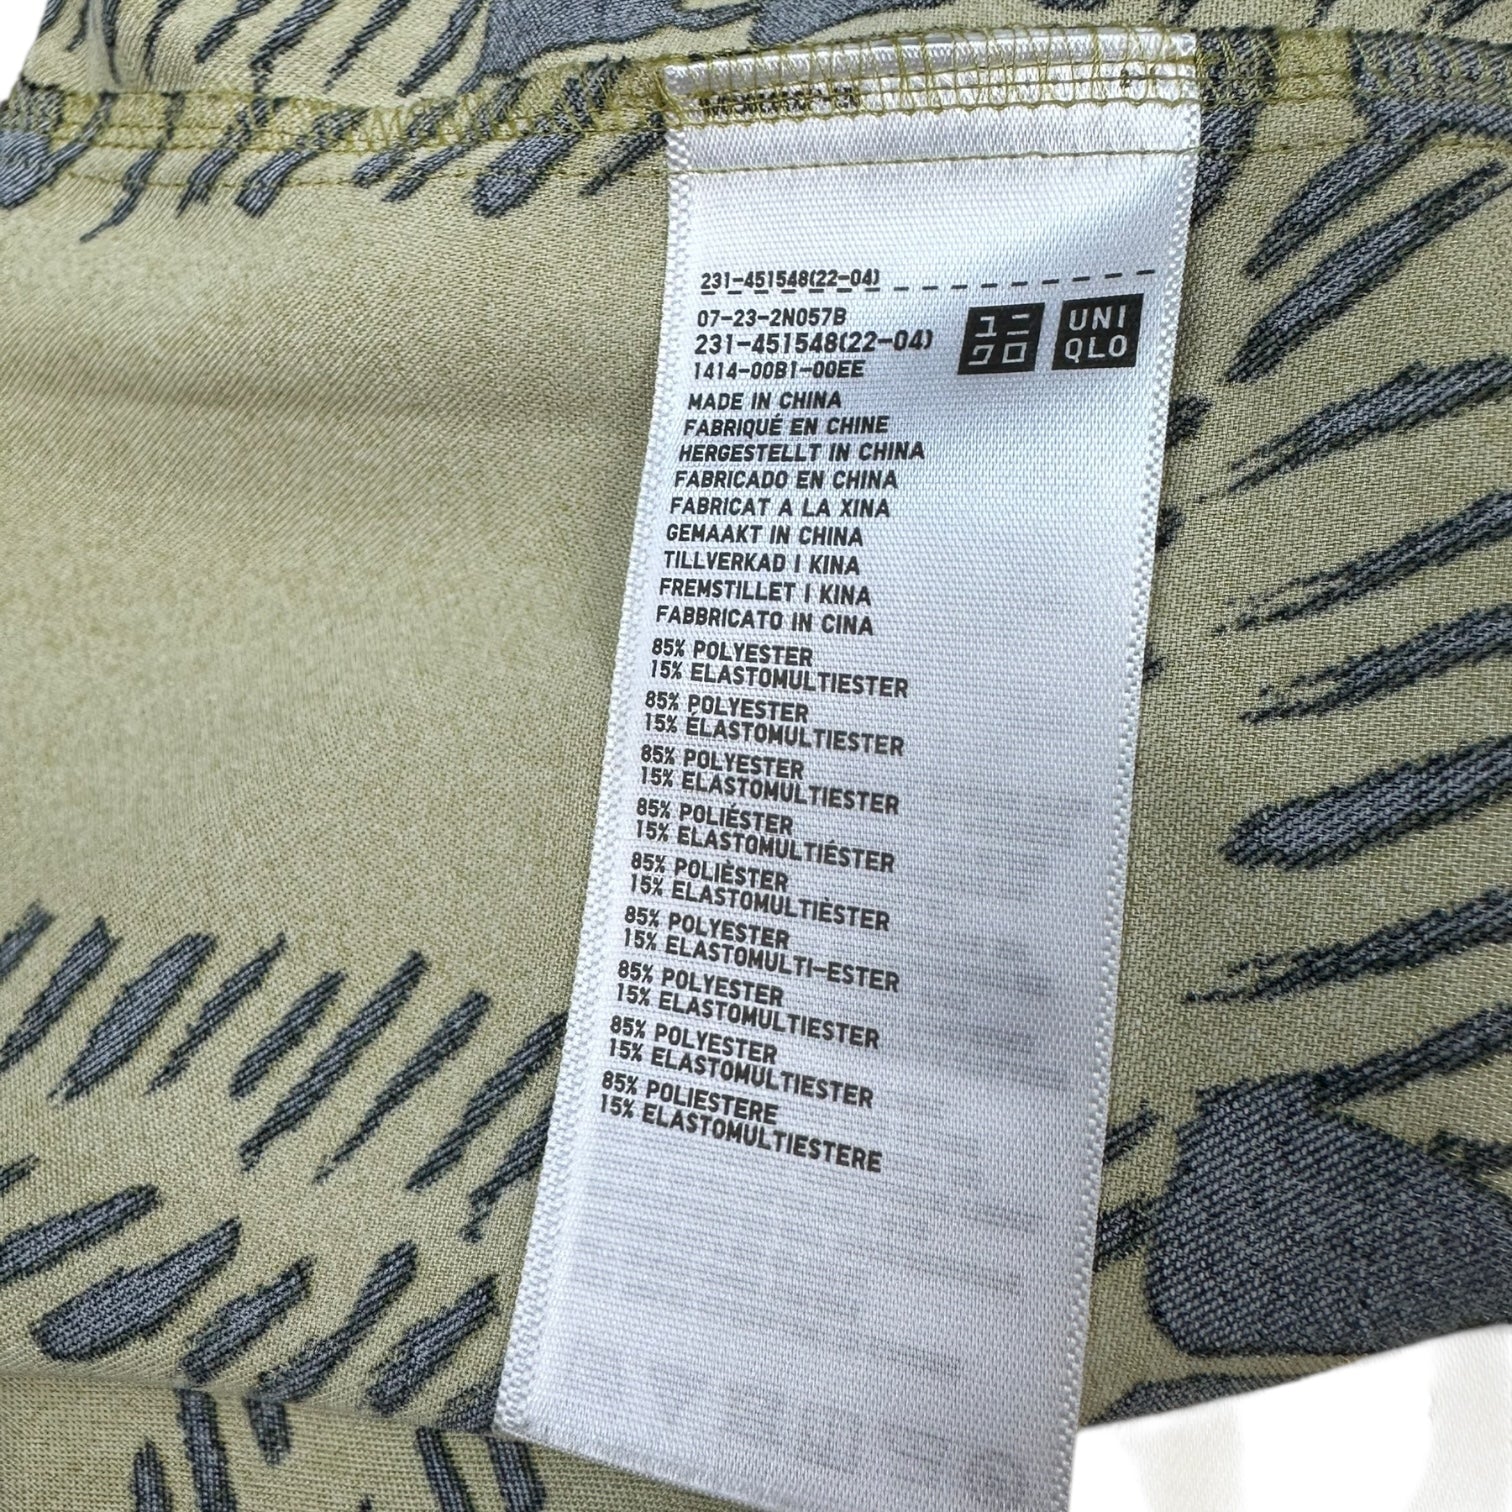 231-451548(22-04)
07-23-2N057B
231-451548(22-04)
1414-00B1-00EE
ユニ
クロ
UNI
QLO
MADE IN CHINA
FABRIQUÉ EN CHINE
HERGESTELLT IN CHINA
FABRICADO EN CHINA
FABRICAT A LA XINA
GEMAAKT IN CHINA
TILLVERKAD I KINA
FREMSTILLET I KINA
FABBRICATO IN CINA
85% POLYESTER
15% ELASTOMULTIESTER
85% POLYESTER
15% ÉLASTOMULTIESTER
85% POLYESTER
15% ELASTOMULTIESTER
85% POLIÉSTER
15% ELASTOMULTIÉSTER
85% POLIÈSTER
15% ELASTOMULTIÈSTER
85% POLYESTER
15% ELASTOMULTI-ESTER
85% POLYESTER
15% ELASTOMULTIESTER
85% POLYESTER
15% ELASTOMULTIESTER
85% POLIESTERE
15% ELASTOMULTIESTERE